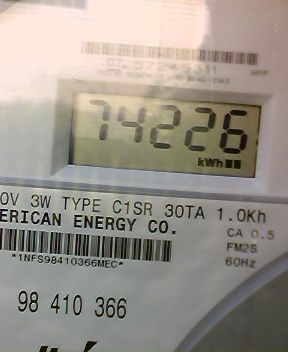 74226
kWh
0V 3W TYPE C1SR 30TA 1.0Kh
ERICAN ENERGY CO.
CA 0.5
FM2S
60Hz
*1NFS98410366MEC*
98 410 366